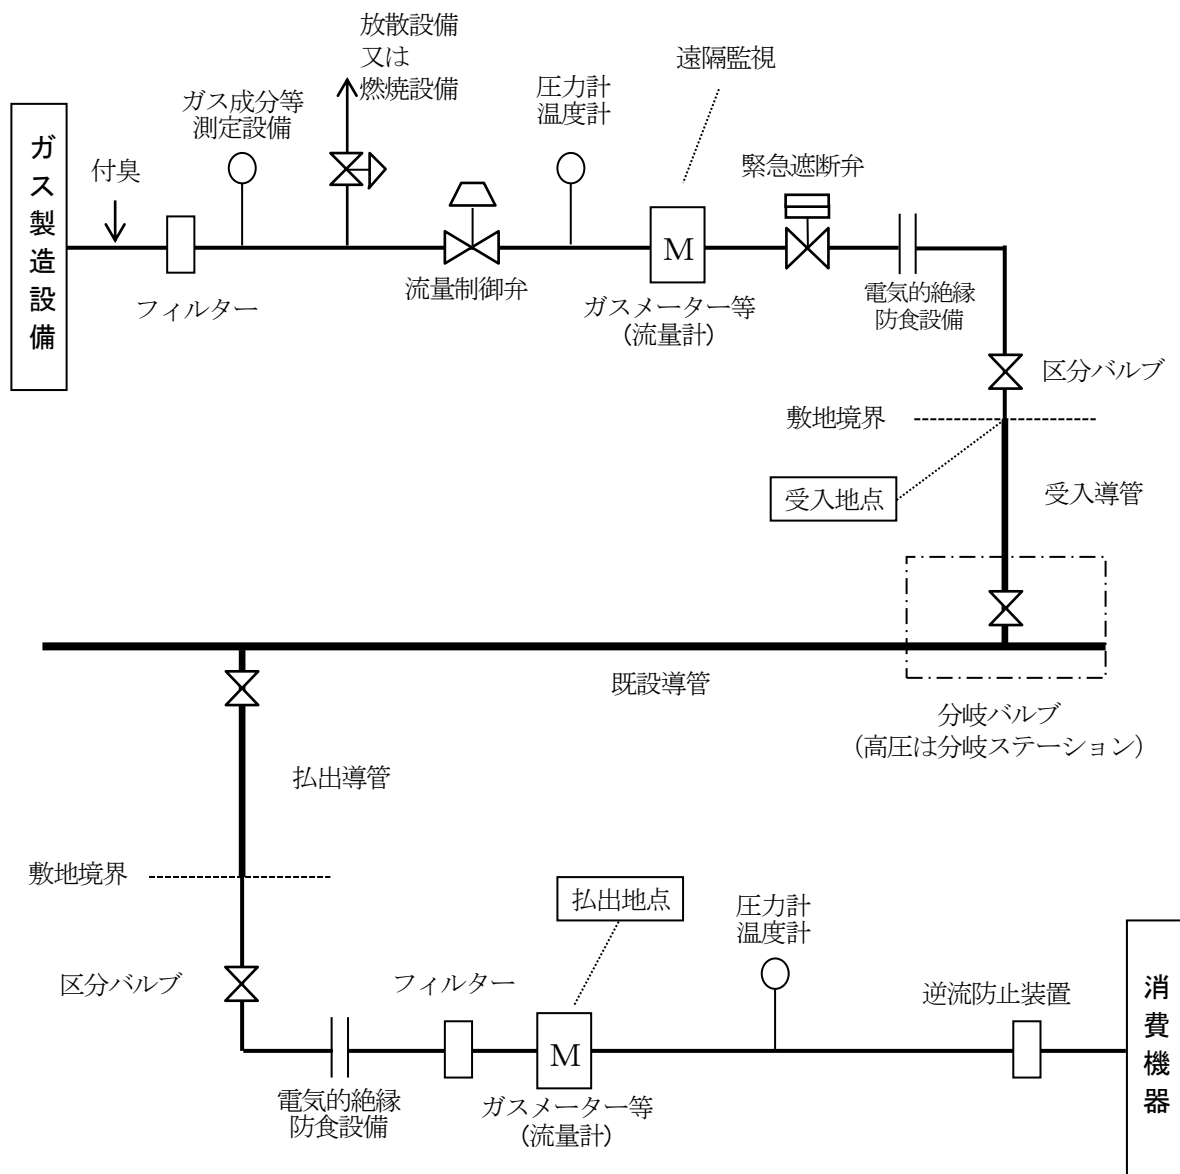 放散設備
又は
燃焼設備
遠隔監視
圧力計
温度計
ガス成分等
測定設備
ガス製造設備
付臭
緊急遮断弁
M
フィルター
流量制御弁
ガスメーター等
(流量計)
電気的絶縁
防食設備
区分バルブ
敷地境界
受入地点
受入導管
既設導管
分岐バルブ
(高圧は分岐ステーション)
払出導管
敷地境界
払出地点
圧力計
温度計
区分バルブ
フィルター
逆流防止装置
消費機器
M
電気的絶縁
防食設備
ガスメーター等
(流量計)